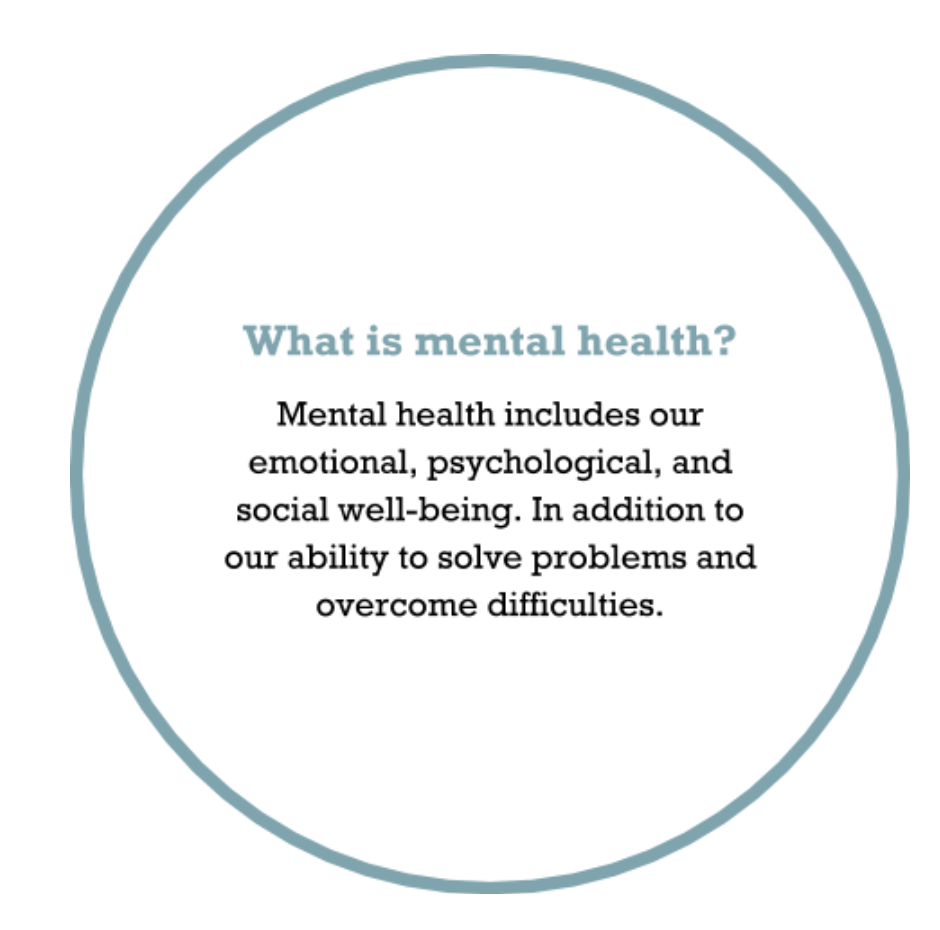 What is mental health?
Mental health includes our
emotional, psychological, and
social well-being. In addition to
our ability to solve problems and
overcome difficulties.